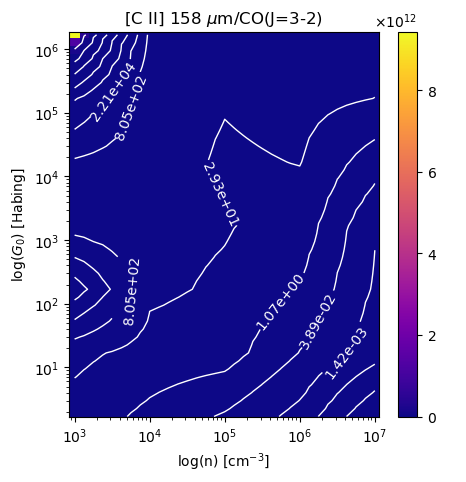 [C II] 158 μm/CO(J=3-2)
×10¹²
10⁶
10⁵
10⁴
10³
10²
10¹
log(G₀) [Habing]
2.21e+04
8.05e+02
2.93e+01
8.05e+02
1.07e+00
3.89e-02
1.42e-03
10³ 10⁴ 10⁵ 10⁶ 10⁷
log(n) [cm⁻³]
8
6
4
2
0